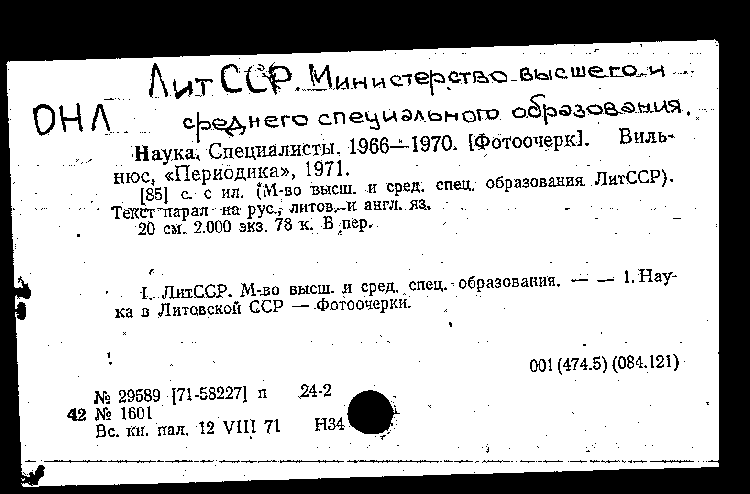 ЛитССР. Министерство высшего и
ОНЛ среднего специального образования.
Наука. Специалисты. 1966—1970. [Фотоочерк]. Виль-
нюс, «Периодика», 1971.
[85] с. с ил. (М-во высш. и сред. спец. образования ЛитССР).
Текст парал на рус., литов. и англ. яз.
20 см. 2.000 экз. 78 к. В пер.
I. ЛитССР. М-во высш. и сред. спец. образования. — — 1. Нау-
ка в Литовской ССР — Фотоочерки.
001 (474.5) (084.121)
№ 29589 [71-58227] п 24-2
42 № 1601
Вс. кн. пал. 12 VIII 71 Н34